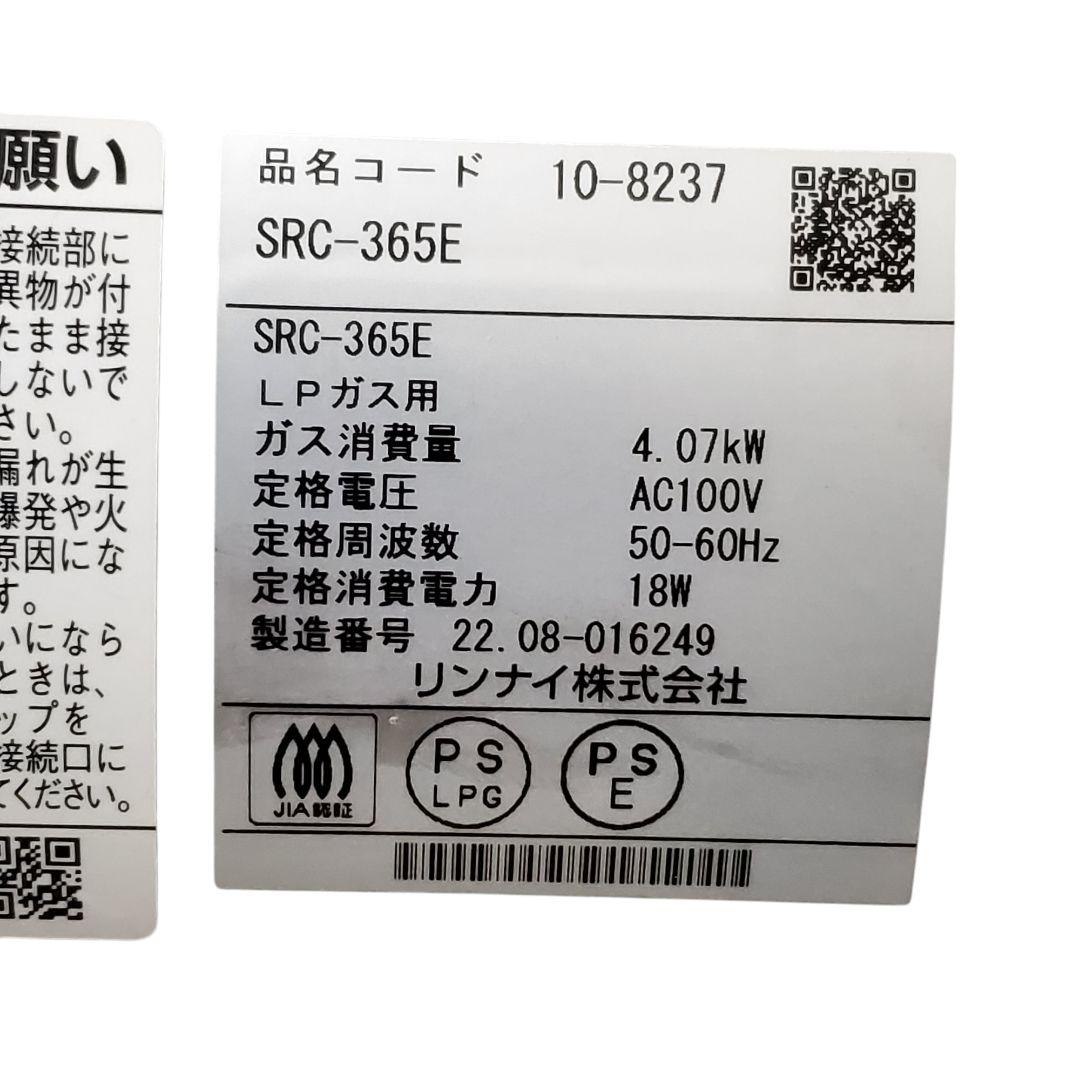 願い
接続部に
異物が付
たまま接
しないで
さい。
漏れが生
爆発や火
原因にな
す。
いになら
ときは、
ップを
接続口に
てください。
品名コード 10-8237
SRC-365E
SRC-365E
LPガス用
ガス消費量 4.07kW
定格電圧 AC100V
定格周波数 50-60Hz
定格消費電力 18W
製造番号 22.08-016249
リンナイ株式会社
JIA認証
PS
LPG
PS
E